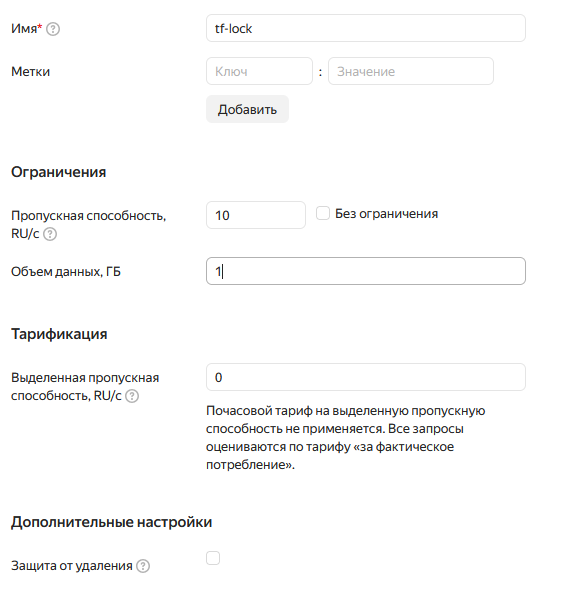 Имя*
tf-lock
Метки
Ключ : Значение
Добавить
Ограничения
Пропускная способность,
RU/с
10
Без ограничения
Объем данных, ГБ
1
Тарификация
Выделенная пропускная
способность, RU/с
0
Почасовой тариф на выделенную пропускную
способность не применяется. Все запросы
оцениваются по тарифу «за фактическое
потребление».
Дополнительные настройки
Защита от удаления